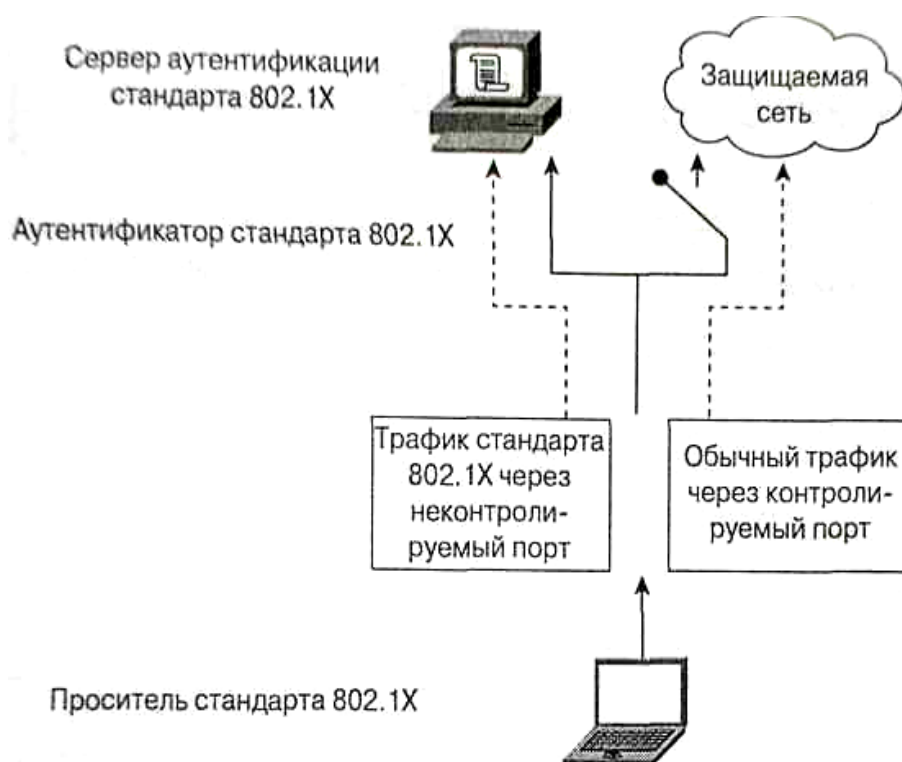 Сервер аутентификации
стандарта 802.1X
Защищаемая
сеть
Аутентификатор стандарта 802.1X
Трафик стандарта
802.1X через
неконтроли-
руемый порт
Обычный трафик
через контроли-
руемый порт
Проситель стандарта 802.1X